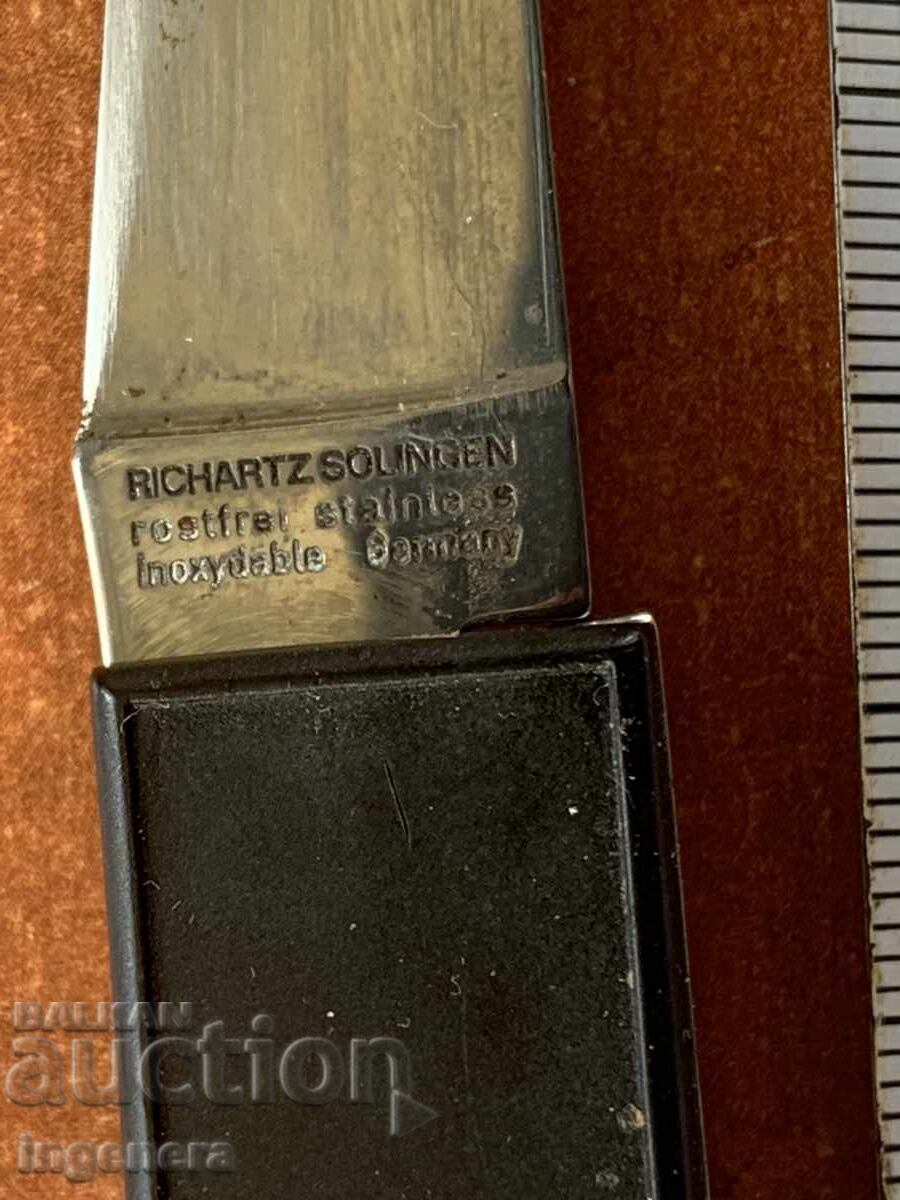 RICHARTZ SOLINGEN
rostfrei stainless
inoxydable Germany
BALKAN
auction
ingenera